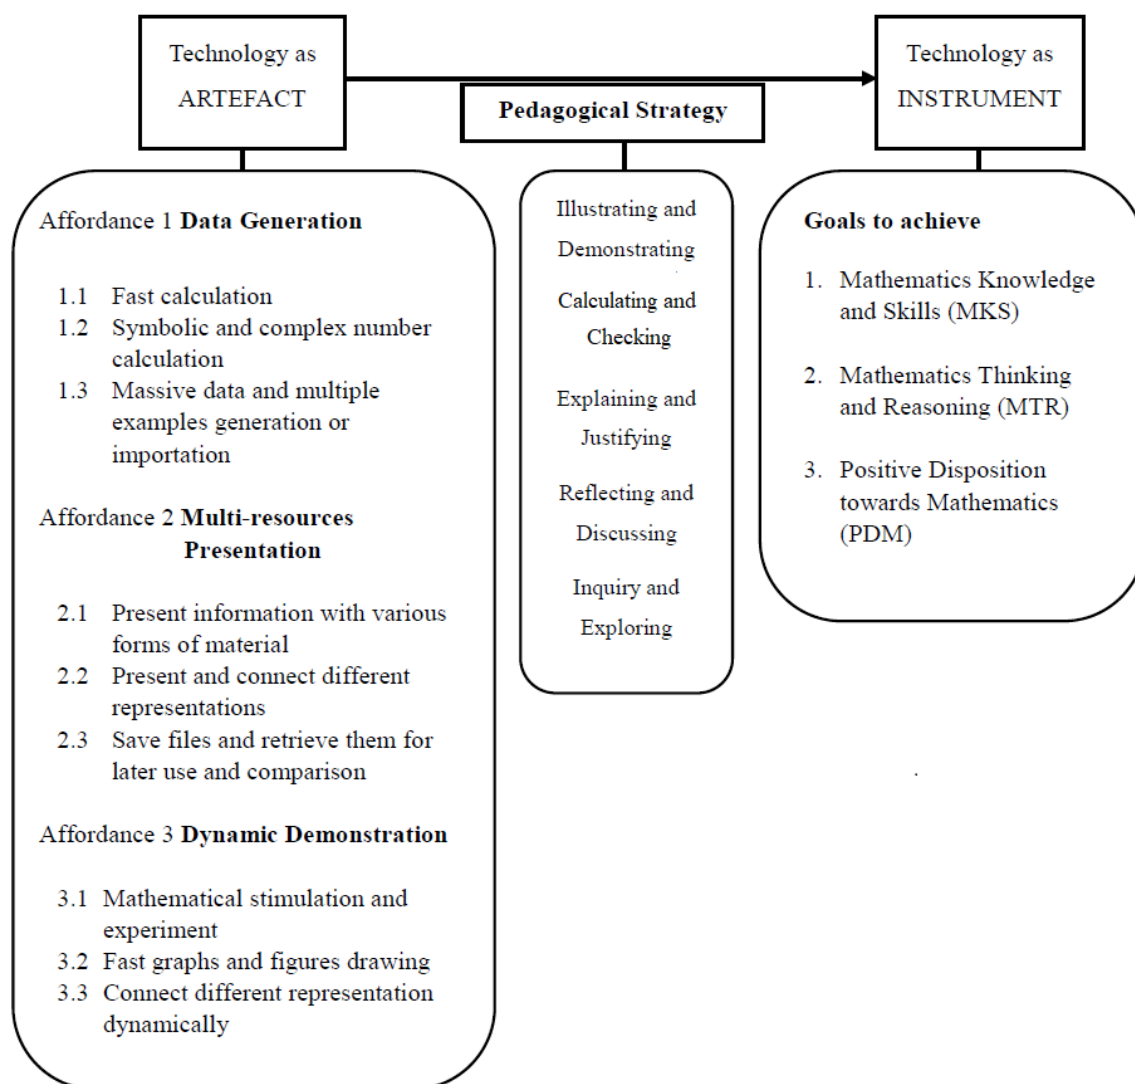 Technology as
ARTEFACT
Pedagogical Strategy
Technology as
INSTRUMENT
Affordance 1 Data Generation
1.1 Fast calculation
1.2 Symbolic and complex number
calculation
1.3 Massive data and multiple
examples generation or
importation
Affordance 2 Multi-resources
Presentation
2.1 Present information with various
forms of material
2.2 Present and connect different
representations
2.3 Save files and retrieve them for
later use and comparison
Affordance 3 Dynamic Demonstration
3.1 Mathematical stimulation and
experiment
3.2 Fast graphs and figures drawing
3.3 Connect different representation
dynamically
Illustrating and
Demonstrating
Calculating and
Checking
Explaining and
Justifying
Reflecting and
Discussing
Inquiry and
Exploring
Goals to achieve
1. Mathematics Knowledge
and Skills (MKS)
2. Mathematics Thinking
and Reasoning (MTR)
3. Positive Disposition
towards Mathematics
(PDM)